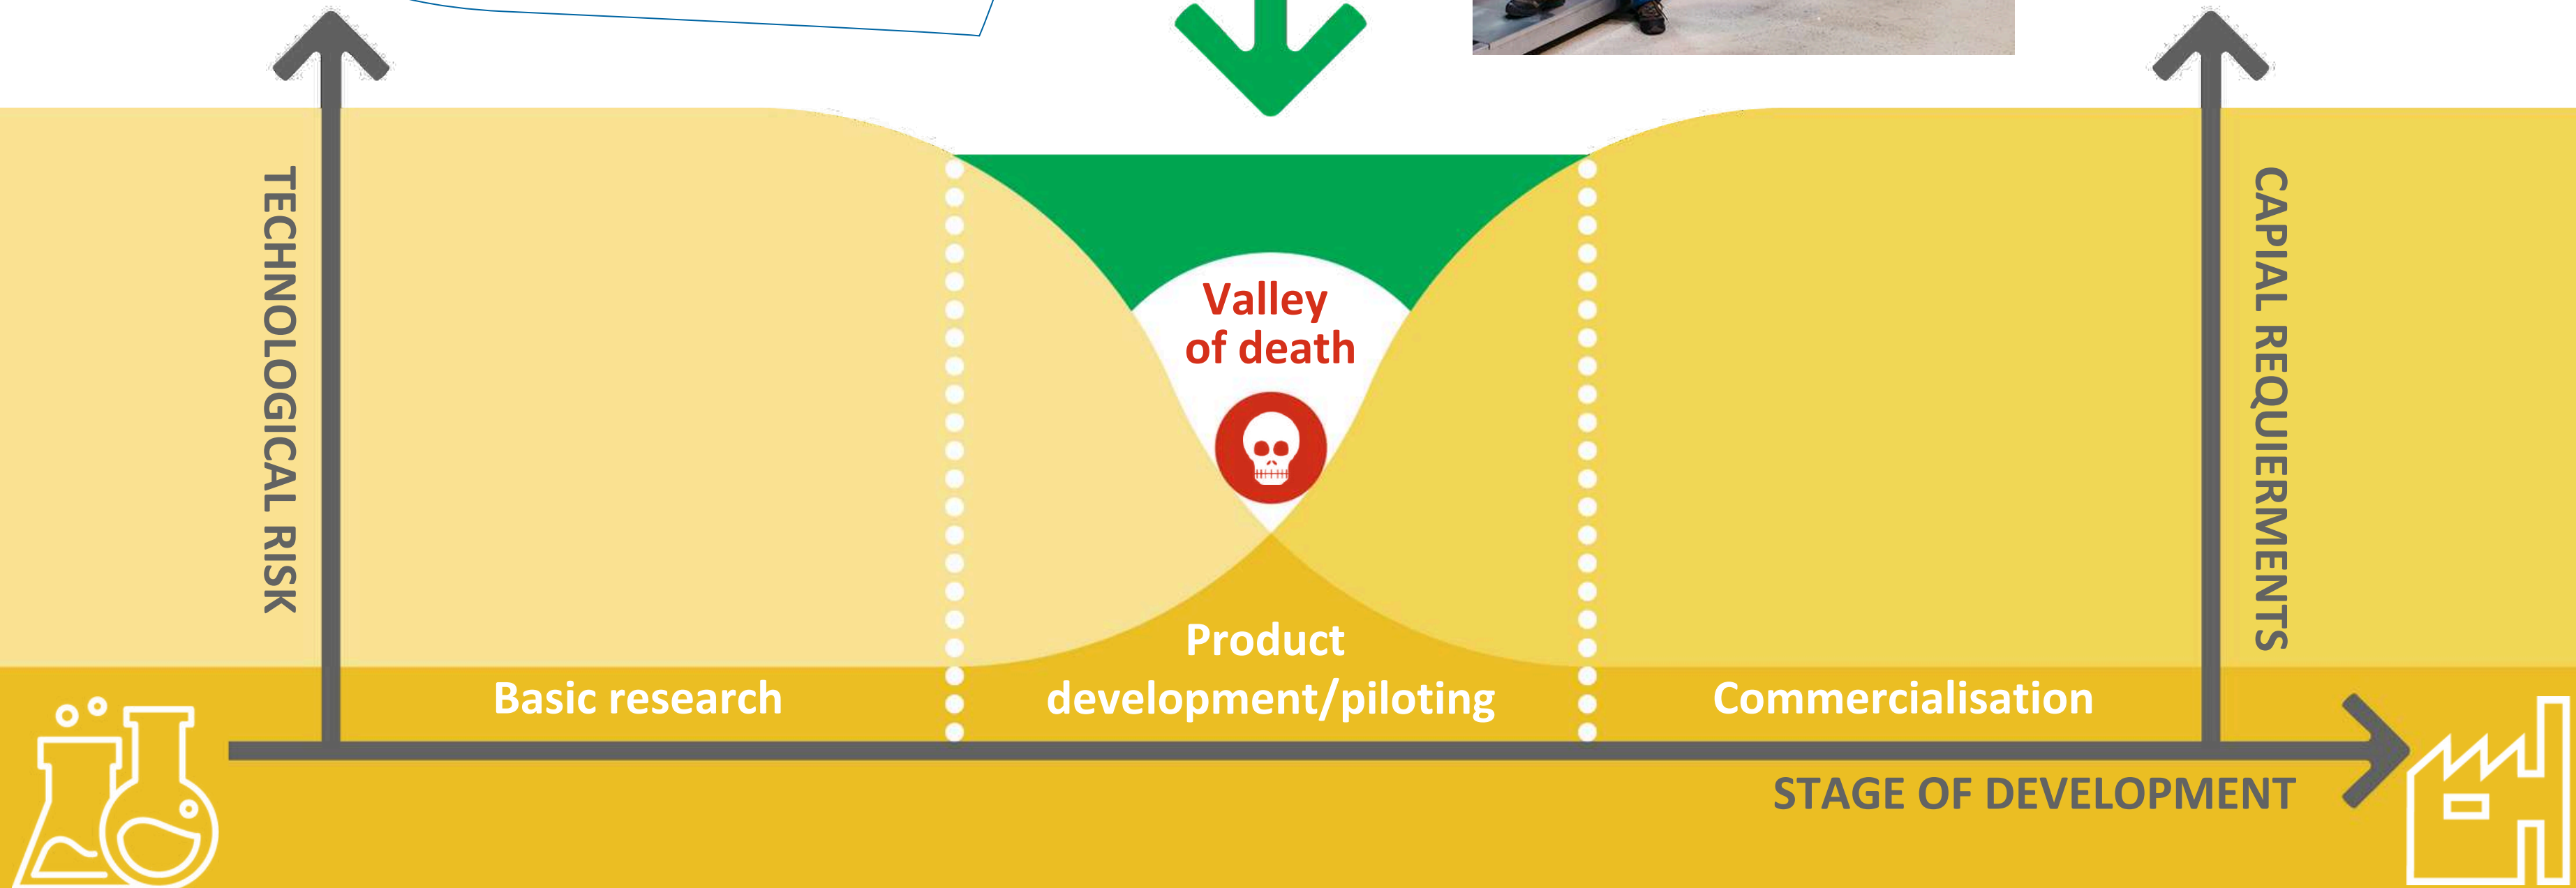 TECHNOLOGICAL RISK
CAPIAL REQUIERMENTS
Valley
of death
Basic research
Product
development/piloting
Commercialisation
STAGE OF DEVELOPMENT